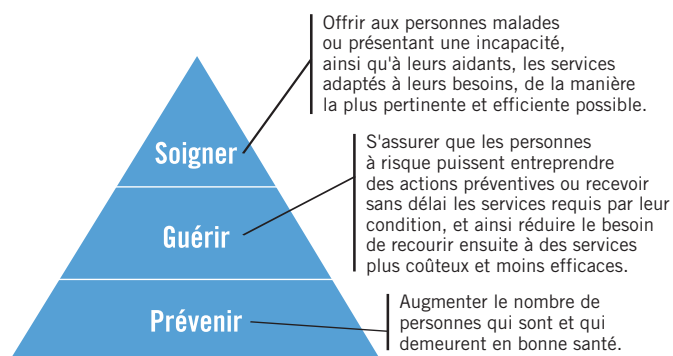 Offrir aux personnes malades
ou présentant une incapacité,
ainsi qu'à leurs aidants, les services
adaptés à leurs besoins, de la manière
la plus pertinente et efficiente possible.
Soigner
S'assurer que les personnes
à risque puissent entreprendre
des actions préventives ou recevoir
sans délai les services requis par leur
condition, et ainsi réduire le besoin
de recourir ensuite à des services
plus coûteux et moins efficaces.
Guérir
Augmenter le nombre de
personnes qui sont et qui
demeurent en bonne santé.
Prévenir